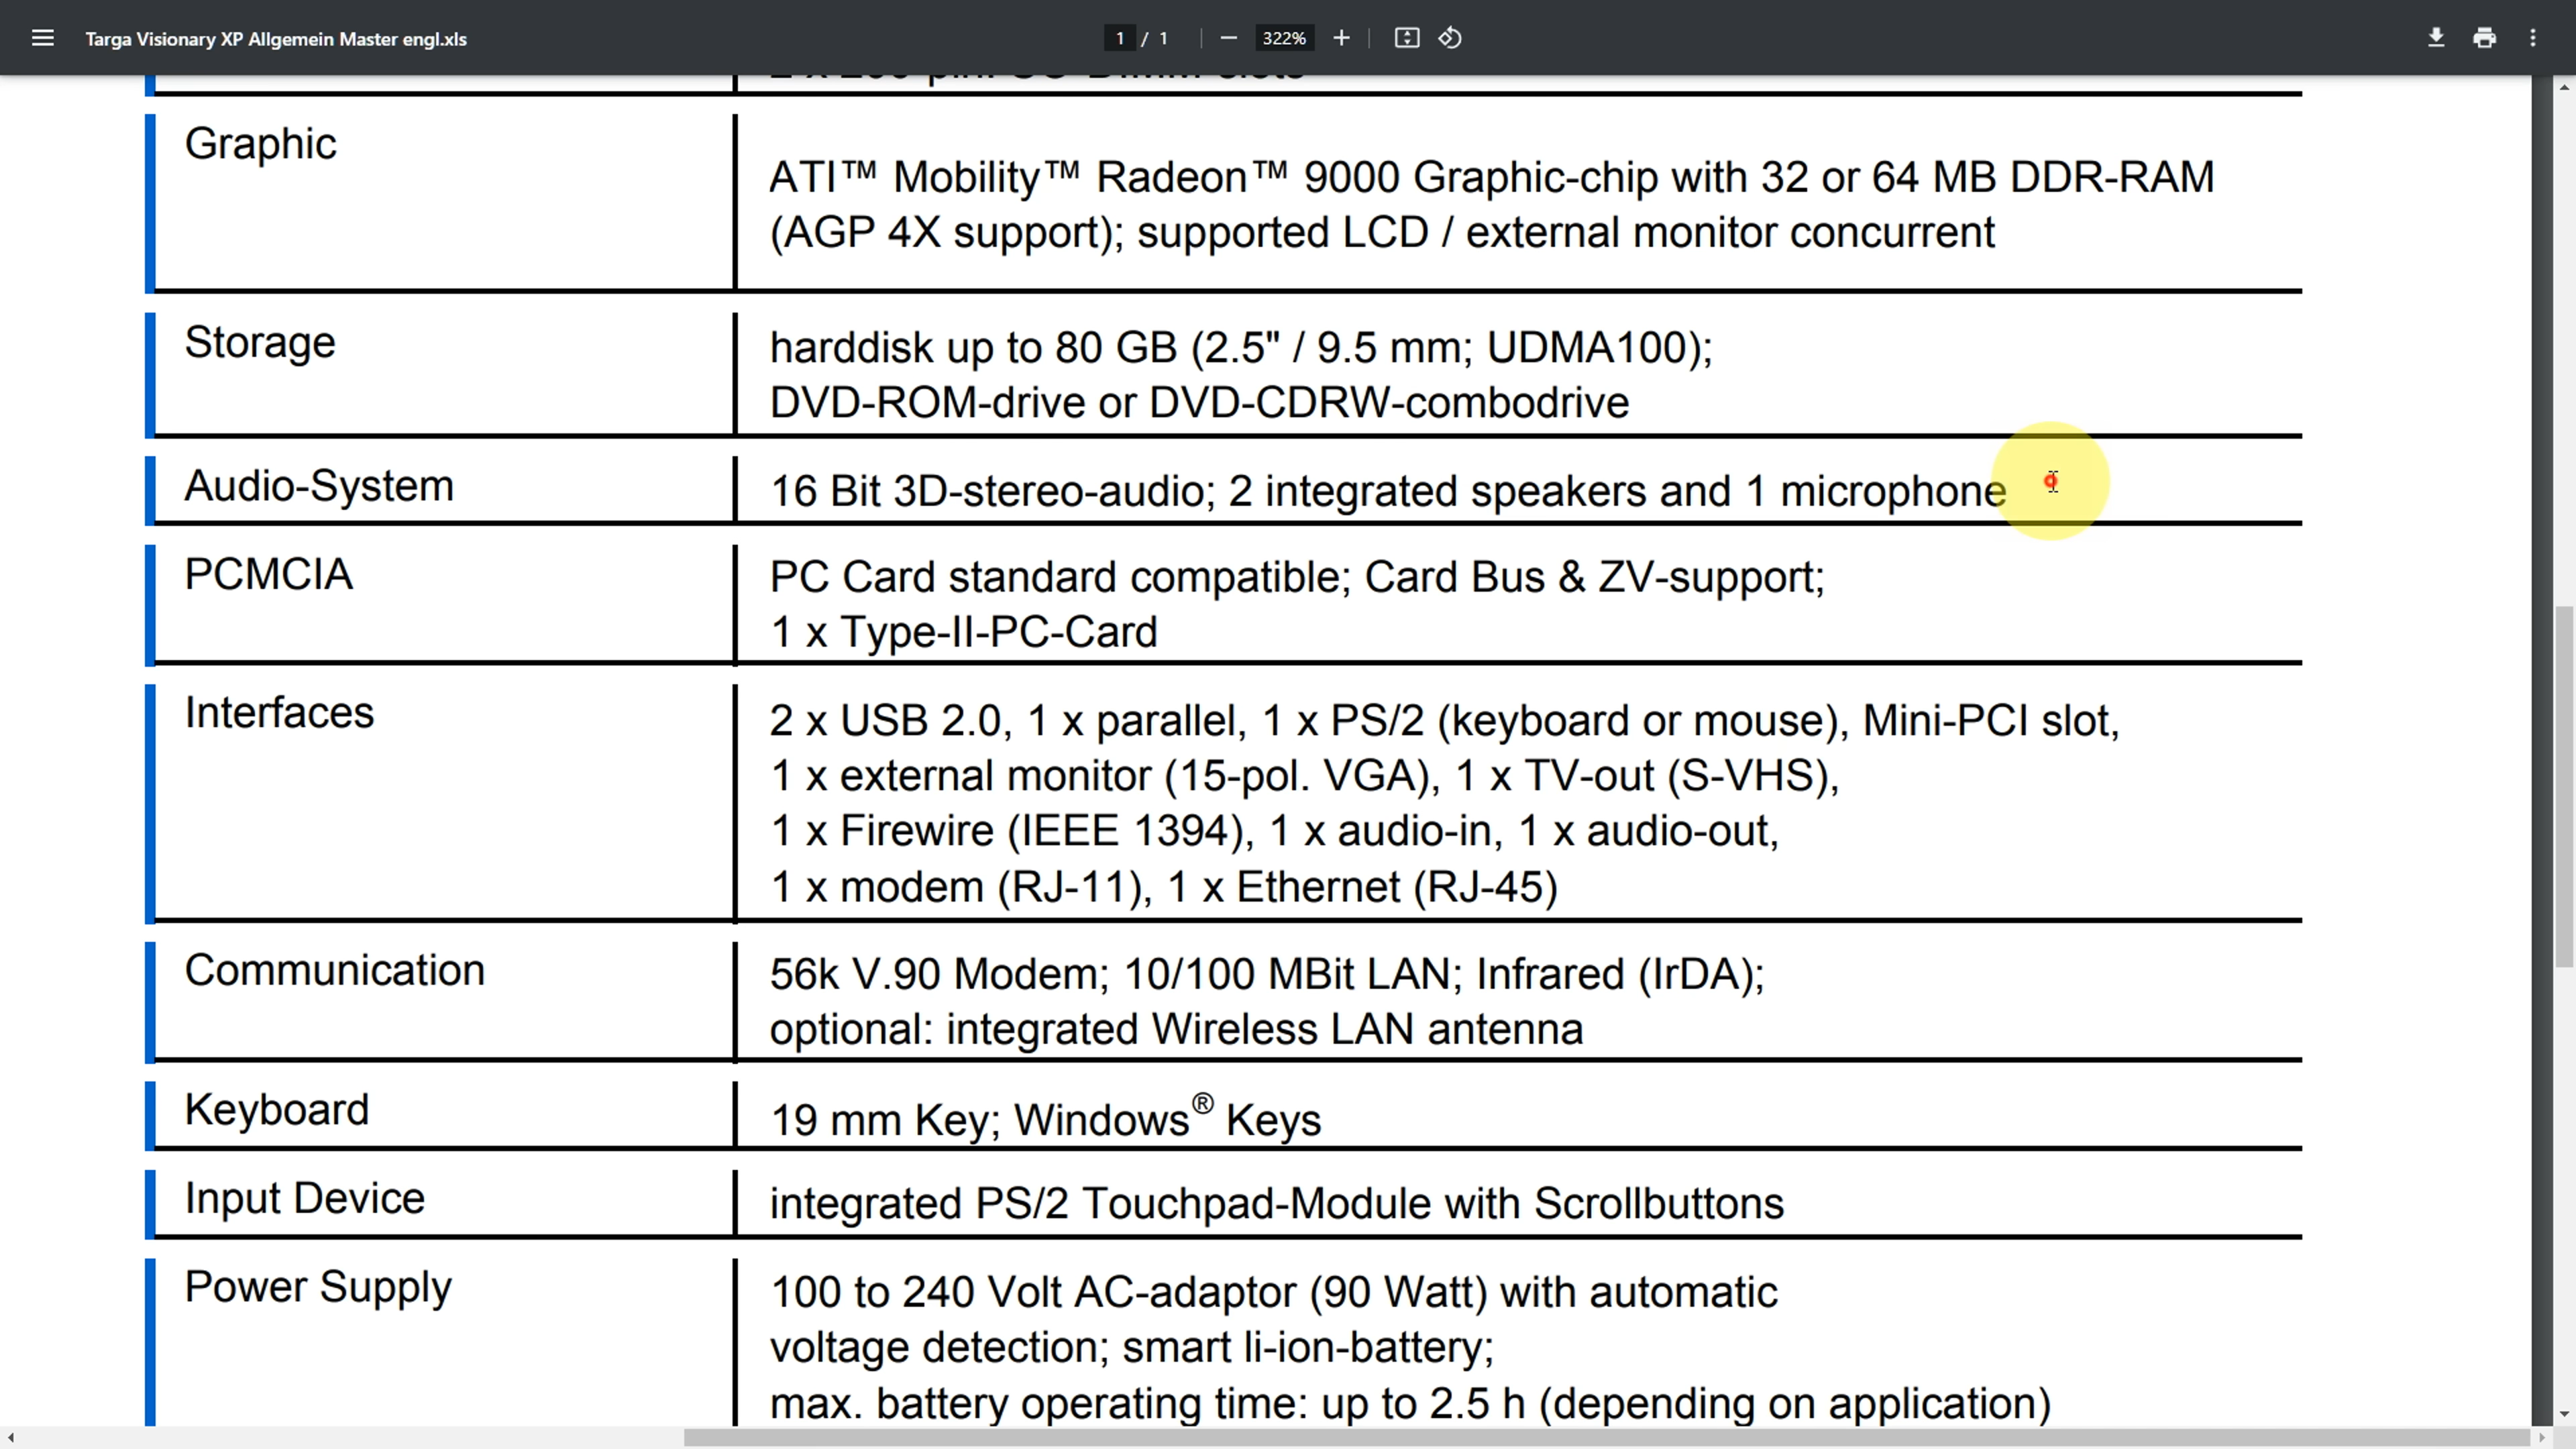 Targa Visionary XP Allgemein Master engl.xls
1 / 1
322%
Graphic
ATI™ Mobility™ Radeon™ 9000 Graphic-chip with 32 or 64 MB DDR-RAM
(AGP 4X support); supported LCD / external monitor concurrent
Storage
harddisk up to 80 GB (2.5" / 9.5 mm; UDMA100);
DVD-ROM-drive or DVD-CDRW-combodrive
Audio-System
16 Bit 3D-stereo-audio; 2 integrated speakers and 1 microphone
PCMCIA
PC Card standard compatible; Card Bus & ZV-support;
1 x Type-II-PC-Card
Interfaces
2 x USB 2.0, 1 x parallel, 1 x PS/2 (keyboard or mouse), Mini-PCI slot,
1 x external monitor (15-pol. VGA), 1 x TV-out (S-VHS),
1 x Firewire (IEEE 1394), 1 x audio-in, 1 x audio-out,
1 x modem (RJ-11), 1 x Ethernet (RJ-45)
Communication
56k V.90 Modem; 10/100 MBit LAN; Infrared (IrDA);
optional: integrated Wireless LAN antenna
Keyboard
19 mm Key; Windows® Keys
Input Device
integrated PS/2 Touchpad-Module with Scrollbuttons
Power Supply
100 to 240 Volt AC-adaptor (90 Watt) with automatic
voltage detection; smart li-ion-battery;
max. battery operating time: up to 2.5 h (depending on application)